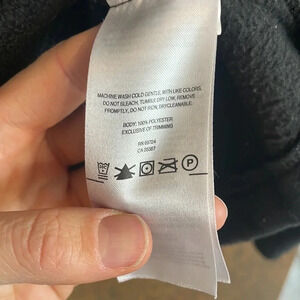 MACHINE WASH COLD GENTLE, WITH LIKE COLORS.
DO NOT BLEACH, TUMBLE DRY LOW, REMOVE
PROMPTLY, DO NOT IRON, DRYCLEANABLE.
BODY: 100% POLYESTER
EXCLUSIVE OF TRIMMING
P